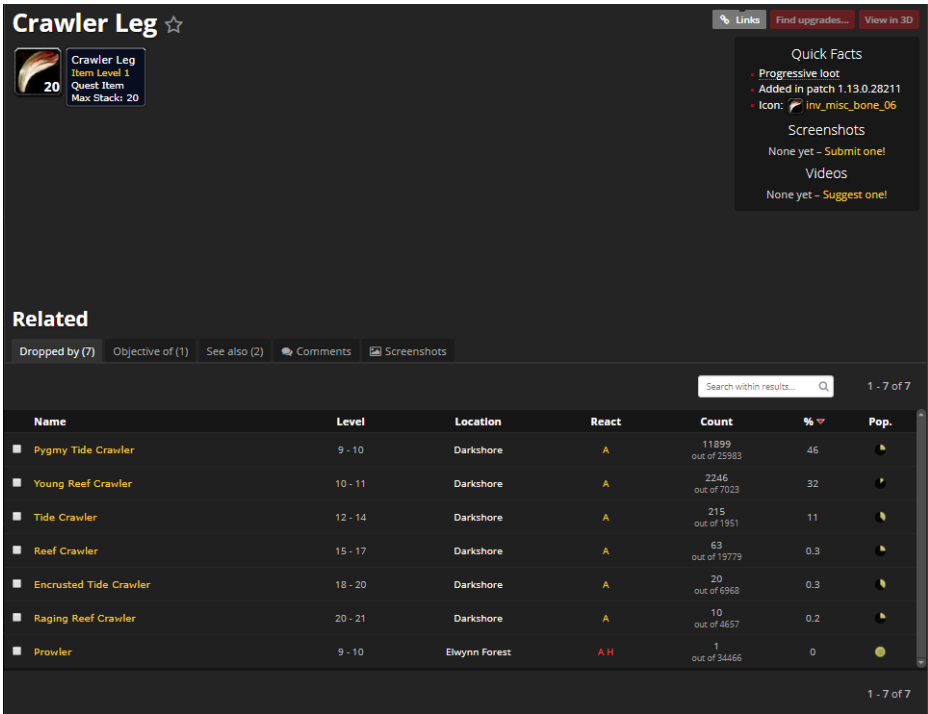 Crawler Leg
Links Find upgrades... View in 3D
20
Crawler Leg
Item Level 1
Quest Item
Max Stack: 20
Quick Facts
Progressive loot
Added in patch 1.13.0.28211
Icon: inv_misc_bone_06
Screenshots
None yet – Submit one!
Videos
None yet – Suggest one!
Related
Dropped by (7) Objective of (1) See also (2) Comments Screenshots
Search within results... 1 - 7 of 7
Name Level Location React Count % Pop.
Pygmy Tide Crawler 9 - 10 Darkshore A 11899 46
out of 25983
Young Reef Crawler 10 - 11 Darkshore A 2246 32
out of 7023
Tide Crawler 12 - 14 Darkshore A 215 11
out of 1951
Reef Crawler 15 - 17 Darkshore A 63 0.3
out of 19779
Encrusted Tide Crawler 18 - 20 Darkshore A 20 0.3
out of 6968
Raging Reef Crawler 20 - 21 Darkshore A 10 0.2
out of 4657
Prowler 9 - 10 Elwynn Forest A H 1 0
out of 34466
1 - 7 of 7